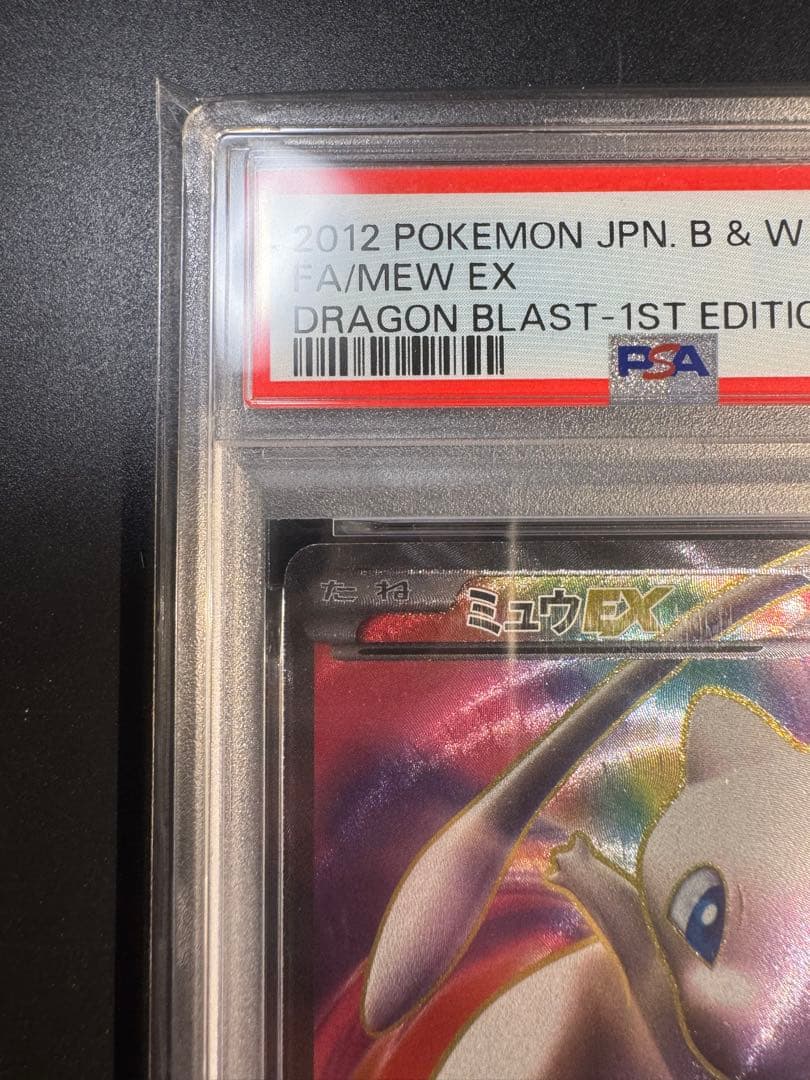 2012 POKEMON JPN. B & W
FA/MEW EX
DRAGON BLAST-1ST EDITIO
PSA
たね
ミュウEX